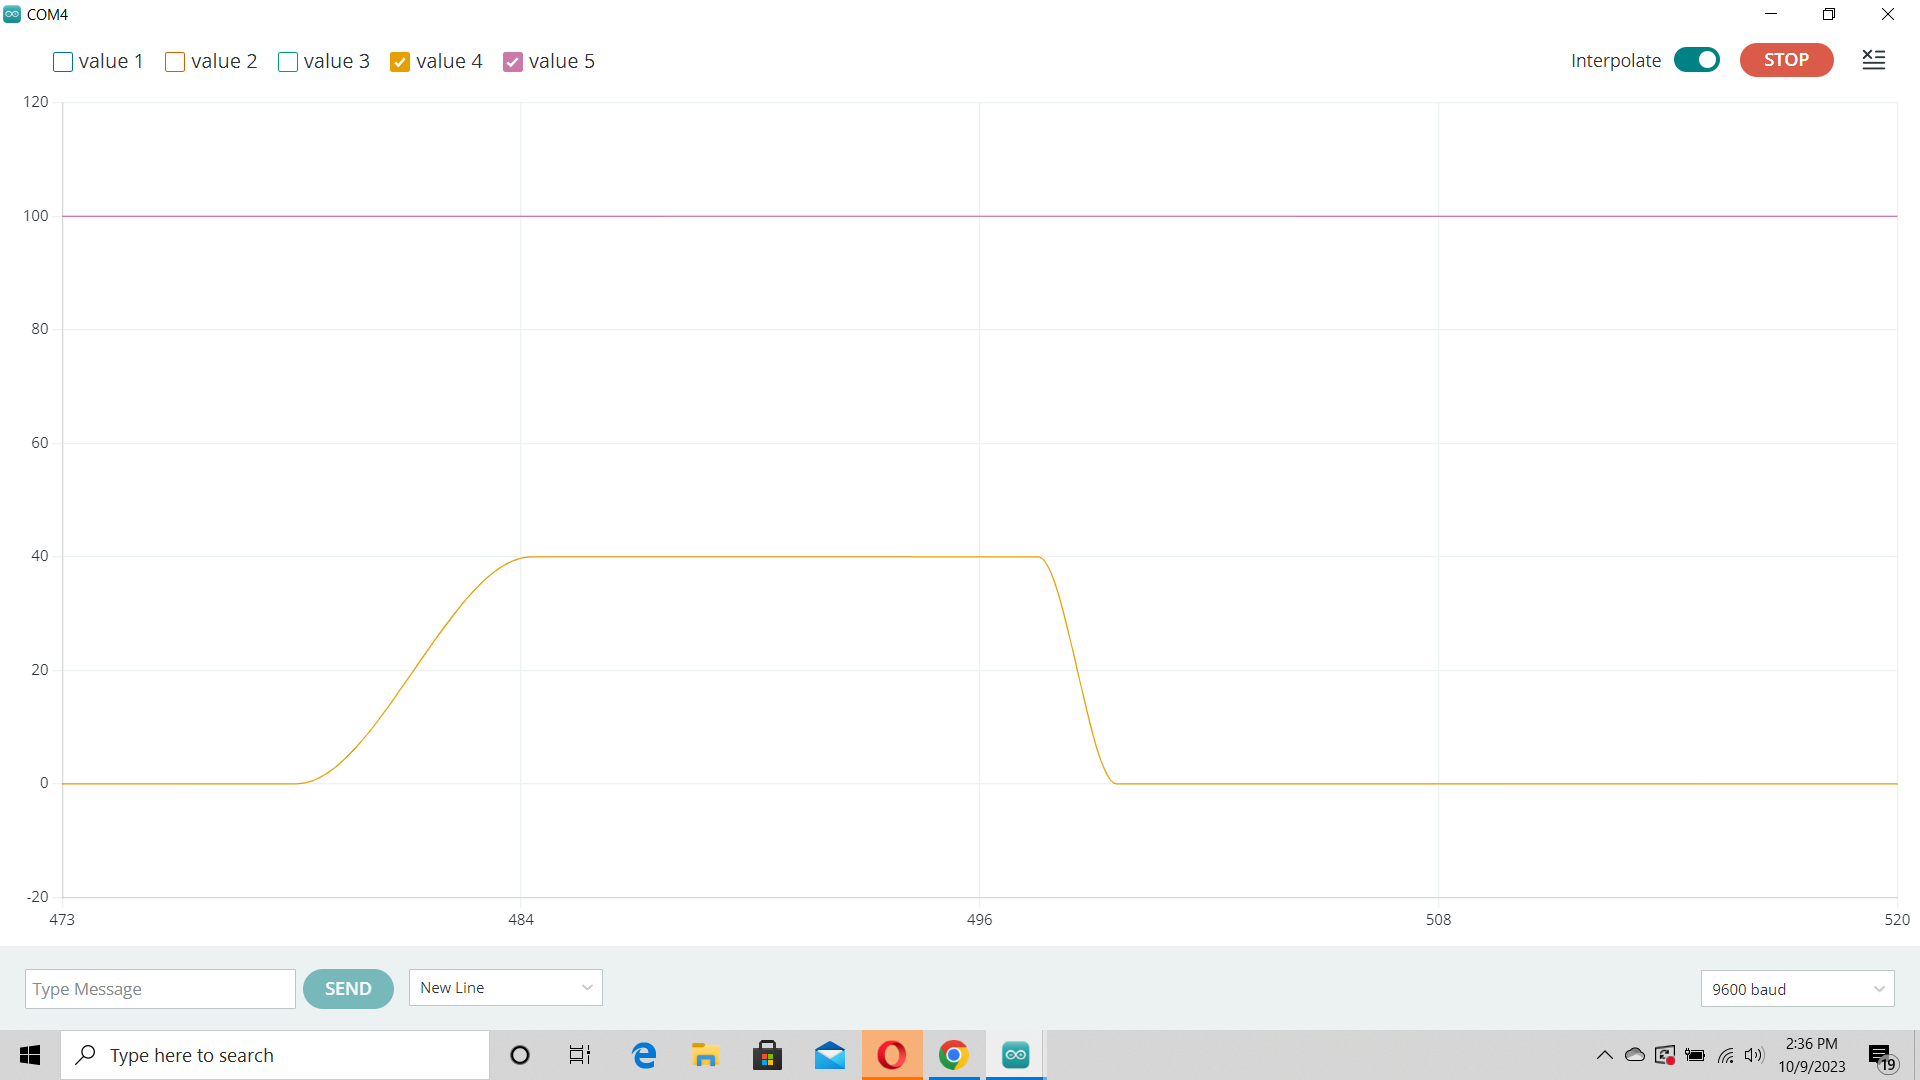 COM4
value 1 value 2 value 3 value 4 value 5 Interpolate STOP
120
100
80
60
40
20
0
-20
473 484 496 508 520
Type Message SEND New Line 9600 baud
Type here to search 2:36 PM
10/9/2023 19